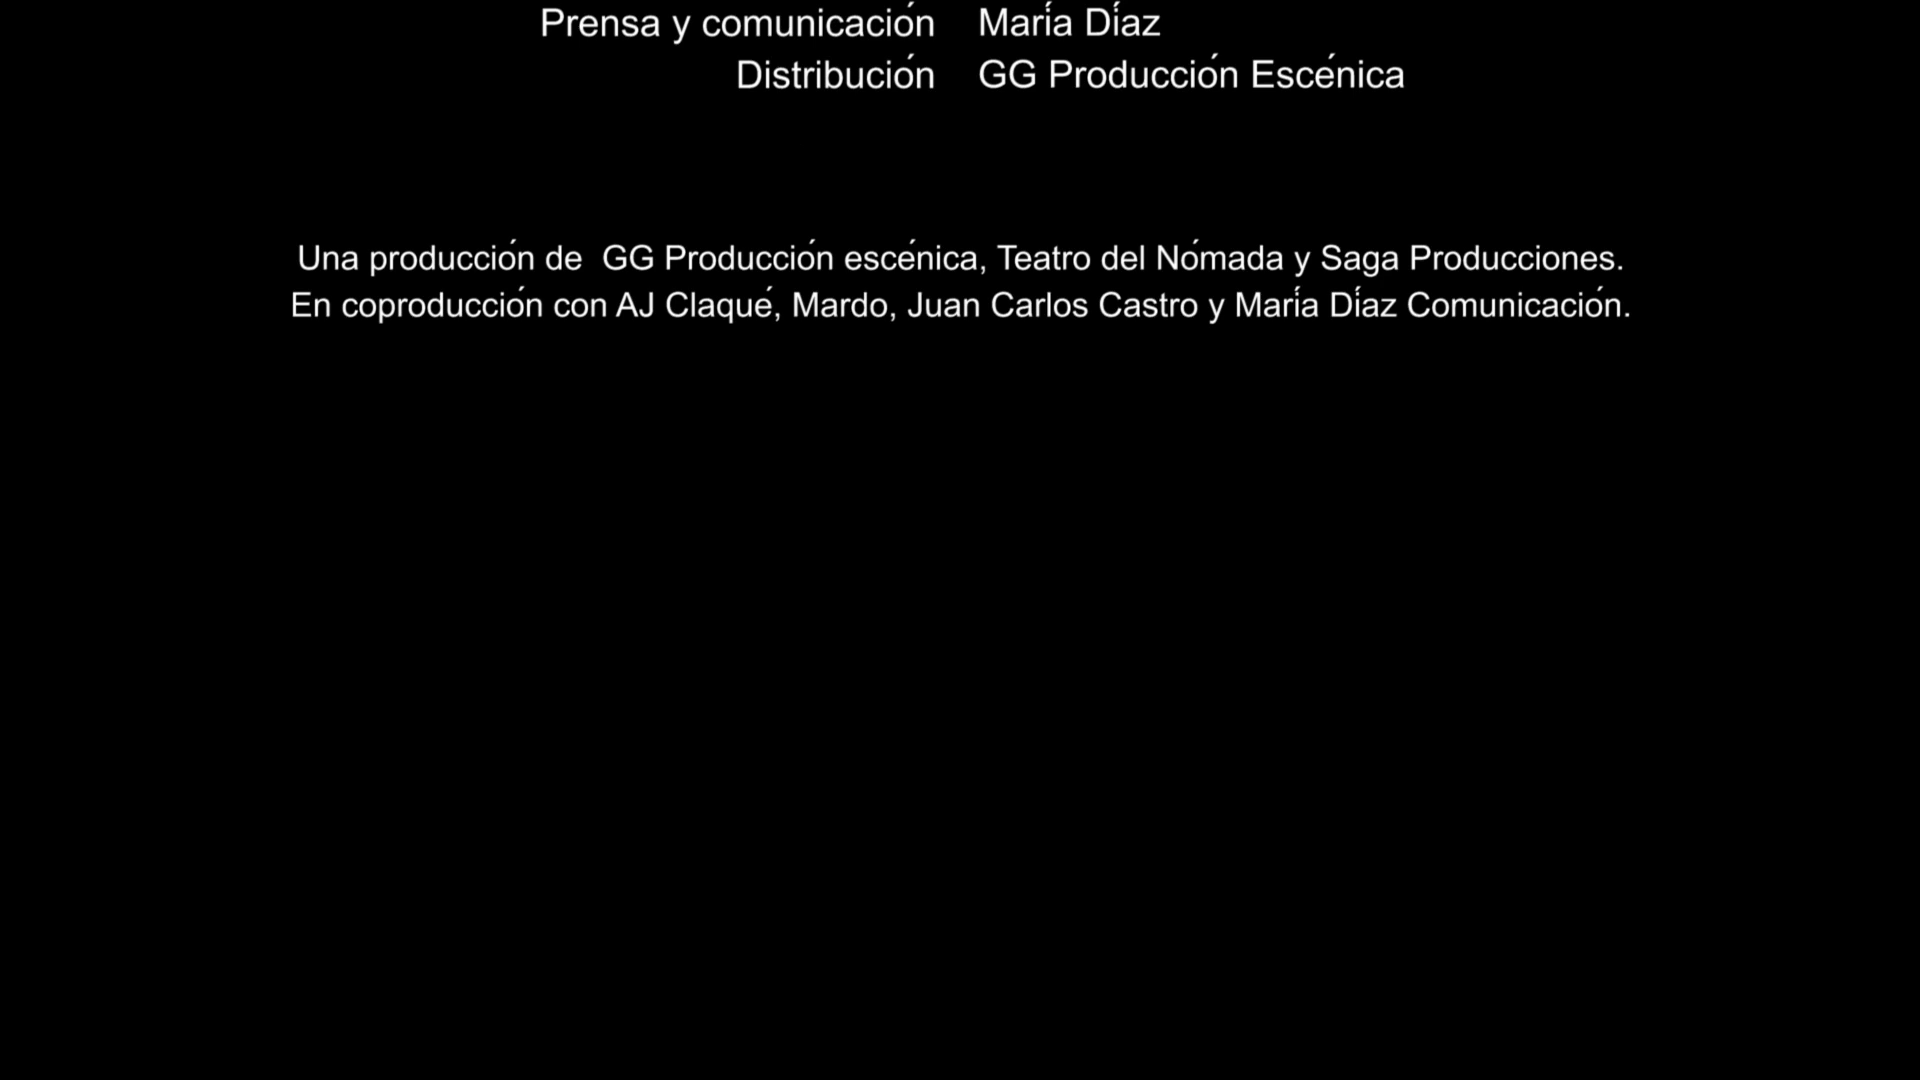 Prensa y comunicación María Díaz
Distribución GG Producción Escénica
Una producción de  GG Producción escénica, Teatro del Nómada y Saga Producciones.
En coproducción con AJ Claqué, Mardo, Juan Carlos Castro y María Díaz Comunicación.